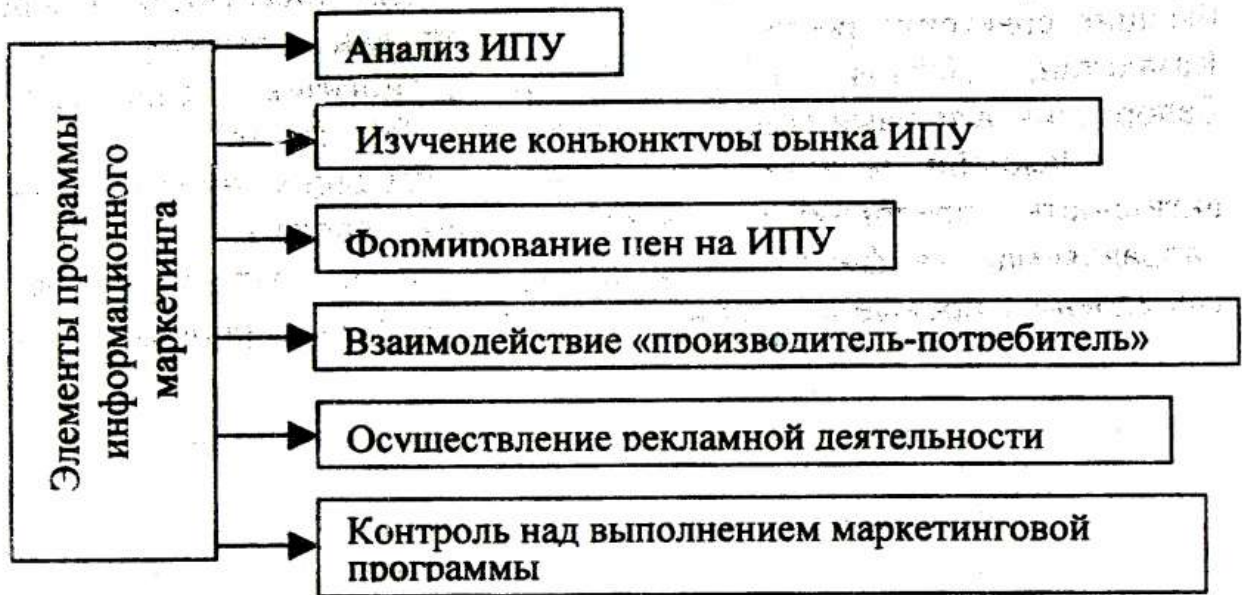 Элементы программы
информационного
маркетинга
Анализ ИПУ
Изучение конъюнктуры рынка ИПУ
Формирование цен на ИПУ
Взаимодействие «производитель-потребитель»
Осуществление рекламной деятельности
Контроль над выполнением маркетинговой
программы